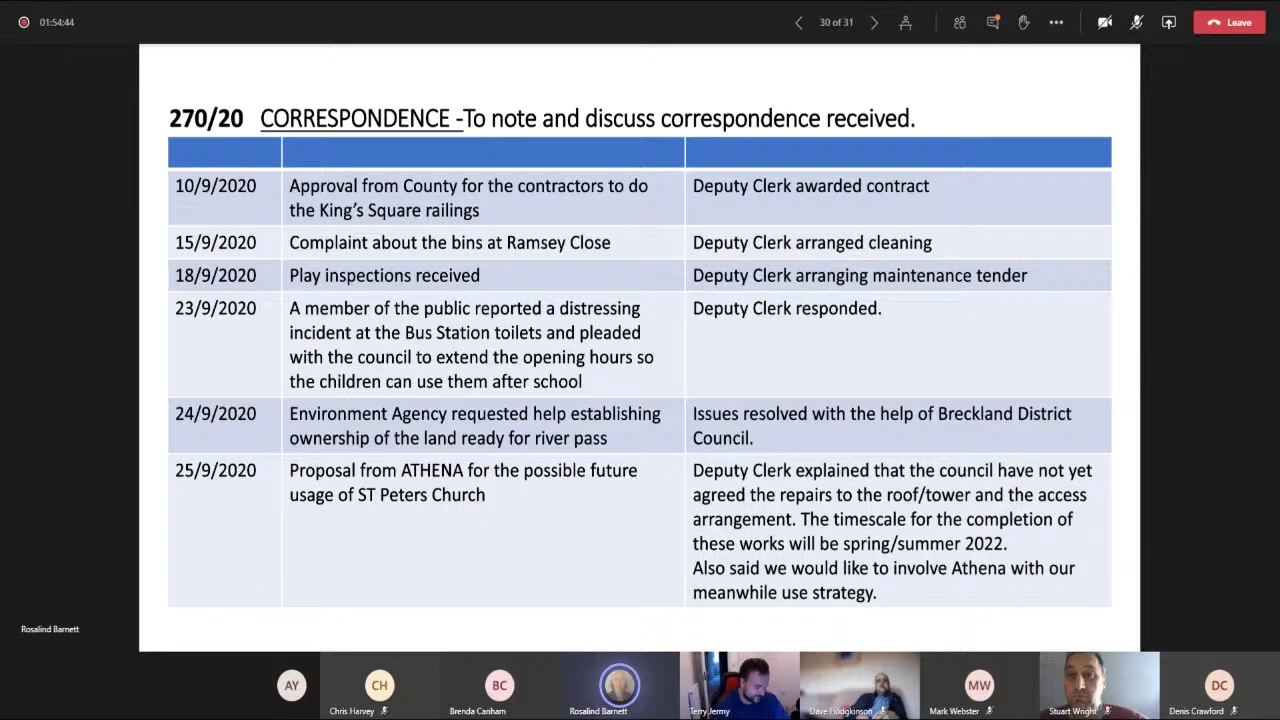 01:54:44
30 of 31
Leave
270/20 CORRESPONDENCE -To note and discuss correspondence received.
10/9/2020
Approval from County for the contractors to do
the King's Square railings
Deputy Clerk awarded contract
15/9/2020
Complaint about the bins at Ramsey Close
Deputy Clerk arranged cleaning
18/9/2020
Play inspections received
Deputy Clerk arranging maintenance tender
23/9/2020
A member of the public reported a distressing
incident at the Bus Station toilets and pleaded
with the council to extend the opening hours so
the children can use them after school
Deputy Clerk responded.
24/9/2020
Environment Agency requested help establishing
ownership of the land ready for river pass
Issues resolved with the help of Breckland District
Council.
25/9/2020
Proposal from ATHENA for the possible future
usage of ST Peters Church
Deputy Clerk explained that the council have not yet
agreed the repairs to the roof/tower and the access
arrangement. The timescale for the completion of
these works will be spring/summer 2022.
Also said we would like to involve Athena with our
meanwhile use strategy.
Rosalind Barnett
AY
CH
Chris Harvey
BC
Brenda Canham
Rosalind Barnett
Terry Jermy
Dave Hodgkinson
MW
Mark Webster
Stuart Wright
DC
Denis Crawford